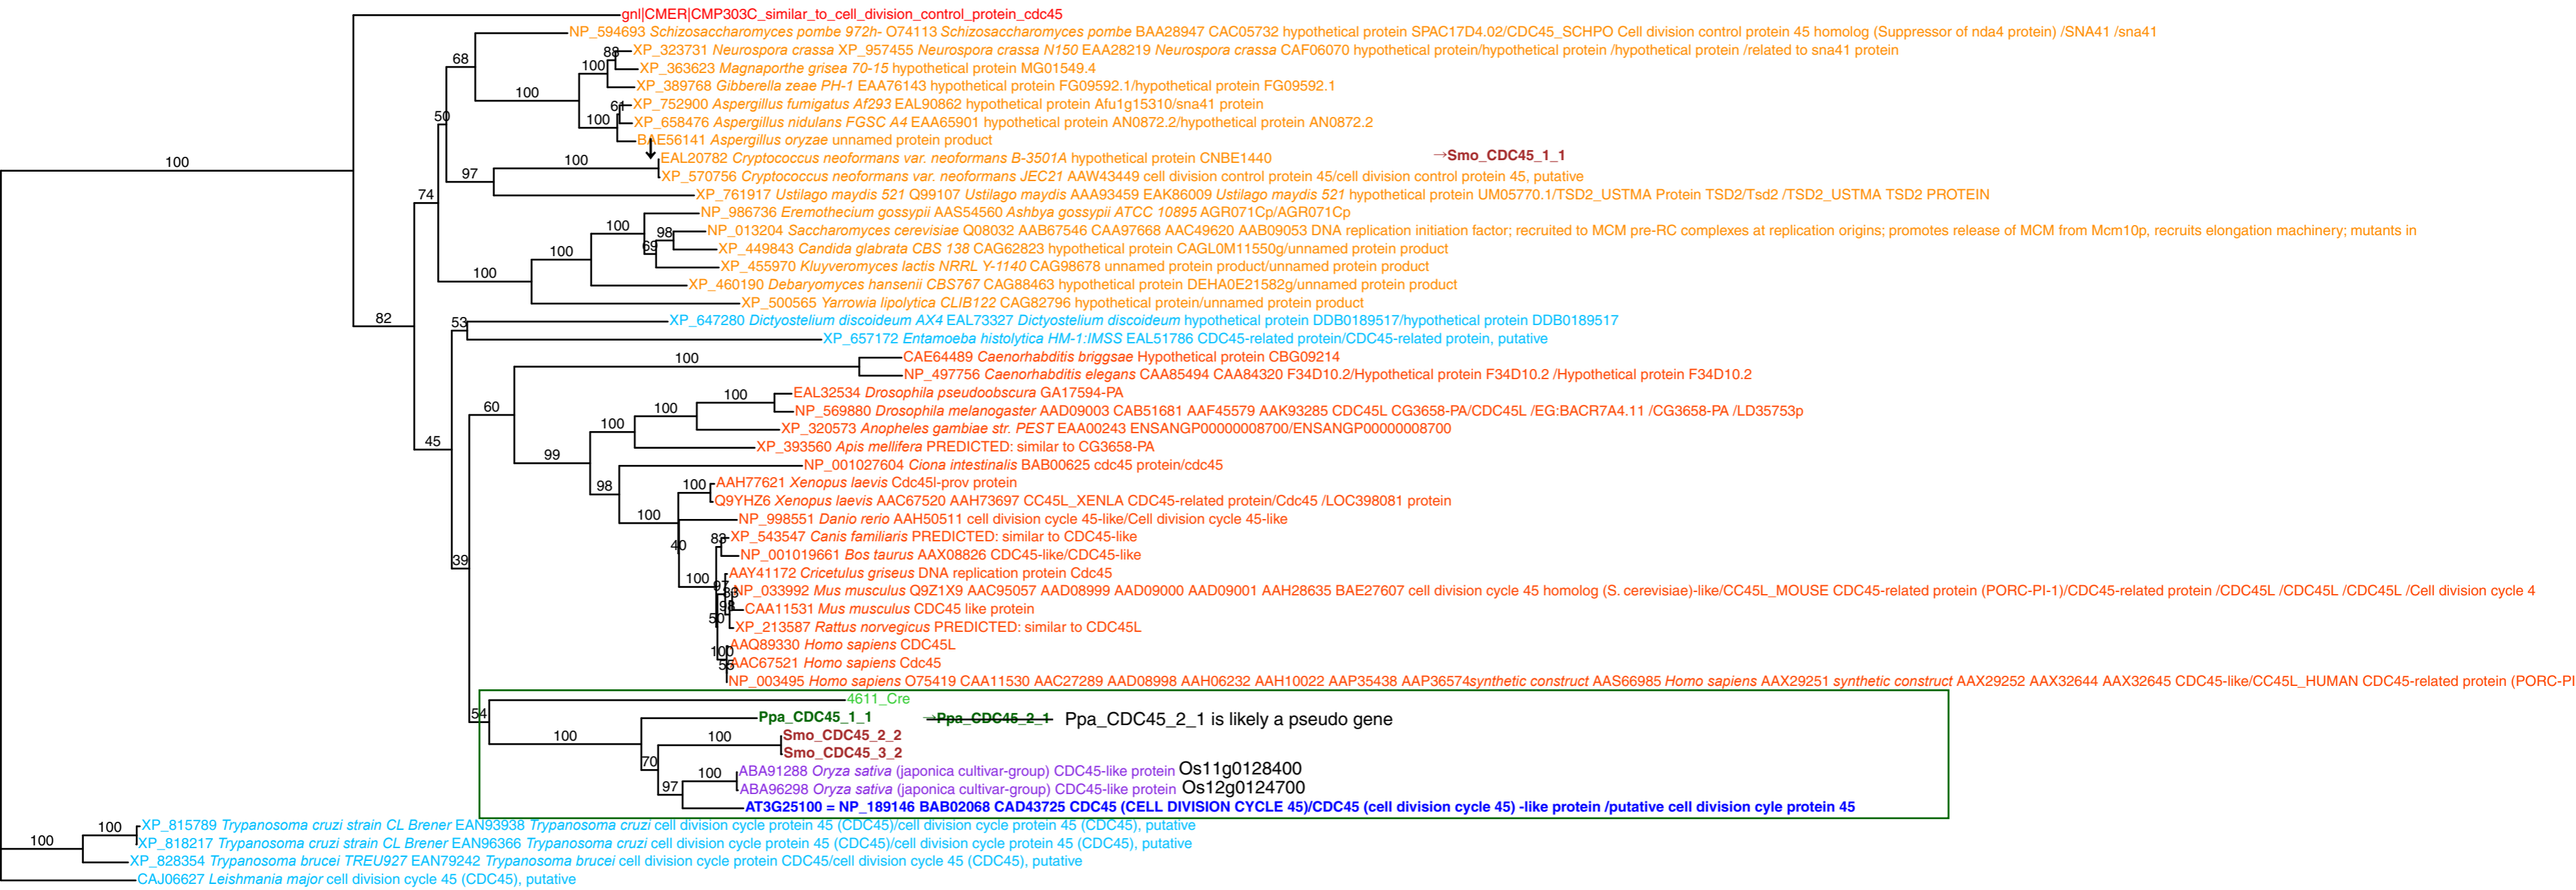 gnl|CMER|CMP303C_similar_to_cell_division_control_protein_cdc45
NP_594693 Schizosaccharomyces pombe 972h- O74113 Schizosaccharomyces pombe BAA28947 CAC05732 hypothetical protein SPAC17D4.02/CDC45_SCHPO Cell division control protein 45 homolog (Suppressor of nda4 protein) /SNA41 /sna41
88 XP_323731 Neurospora crassa XP_957455 Neurospora crassa N150 EAA28219 Neurospora crassa CAF06070 hypothetical protein/hypothetical protein /hypothetical protein /related to sna41 protein
68 100 XP_363623 Magnaporthe grisea 70-15 hypothetical protein MG01549.4
XP_389768 Gibberella zeae PH-1 EAA76143 hypothetical protein FG09592.1/hypothetical protein FG09592.1
100 61 XP_752900 Aspergillus fumigatus Af293 EAL90862 hypothetical protein Afu1g15310/sna41 protein
50 100 XP_658476 Aspergillus nidulans FGSC A4 EAA65901 hypothetical protein AN0872.2/hypothetical protein AN0872.2
BAE56141 Aspergillus oryzae unnamed protein product
100 100 EAL20782 Cryptococcus neoformans var. neoformans B-3501A hypothetical protein CNBE1440 →Smo_CDC45_1_1
97 XP_570756 Cryptococcus neoformans var. neoformans JEC21 AAW43449 cell division control protein 45/cell division control protein 45, putative
74 XP_761917 Ustilago maydis 521 Q99107 Ustilago maydis AAA93459 EAK86009 Ustilago maydis 521 hypothetical protein UM05770.1/TSD2_USTMA Protein TSD2/Tsd2 /TSD2_USTMA TSD2 PROTEIN
NP_986736 Eremothecium gossypii AAS54560 Ashbya gossypii ATCC 10895 AGR071Cp/AGR071Cp
100 98 NP_013204 Saccharomyces cerevisiae Q08032 AAB67546 CAA97668 AAC49620 AAB09053 DNA replication initiation factor; recruited to MCM pre-RC complexes at replication origins; promotes release of MCM from Mcm10p, recruits elongation machinery; mutants in
100 69 XP_449843 Candida glabrata CBS 138 CAG62823 hypothetical protein CAGL0M11550g/unnamed protein product
100 XP_455970 Kluyveromyces lactis NRRL Y-1140 CAG98678 unnamed protein product/unnamed protein product
XP_460190 Debaryomyces hansenii CBS767 CAG88463 hypothetical protein DEHA0E21582g/unnamed protein product
XP_500565 Yarrowia lipolytica CLIB122 CAG82796 hypothetical protein/unnamed protein product
82 53 XP_647280 Dictyostelium discoideum AX4 EAL73327 Dictyostelium discoideum hypothetical protein DDB0189517/hypothetical protein DDB0189517
XP_657172 Entamoeba histolytica HM-1:IMSS EAL51786 CDC45-related protein/CDC45-related protein, putative
100 CAE64489 Caenorhabditis briggsae Hypothetical protein CBG09214
NP_497756 Caenorhabditis elegans CAA85494 CAA84320 F34D10.2/Hypothetical protein F34D10.2 /Hypothetical protein F34D10.2
100 EAL32534 Drosophila pseudoobscura GA17594-PA
60 100 NP_569880 Drosophila melanogaster AAD09003 CAB51681 AAF45579 AAK93285 CDC45L CG3658-PA/CDC45L /EG:BACR7A4.11 /CG3658-PA /LD35753p
100 XP_320573 Anopheles gambiae str. PEST EAA00243 ENSANGP00000008700/ENSANGP00000008700
45 XP_393560 Apis mellifera PREDICTED: similar to CG3658-PA
99 NP_001027604 Ciona intestinalis BAB00625 cdc45 protein/cdc45
98 100 AAH77621 Xenopus laevis Cdc45l-prov protein
Q9YHZ6 Xenopus laevis AAC67520 AAH73697 CC45L_XENLA CDC45-related protein/Cdc45 /LOC398081 protein
100 NP_998551 Danio rerio AAH50511 cell division cycle 45-like/Cell division cycle 45-like
83 XP_543547 Canis familiaris PREDICTED: similar to CDC45-like
39 40 NP_001019661 Bos taurus AAX08826 CDC45-like/CDC45-like
100 AAY41172 Cricetulus griseus DNA replication protein Cdc45
97 NP_033992 Mus musculus Q9Z1X9 AAC95057 AAD08999 AAD09000 AAD09001 AAH28635 BAE27607 cell division cycle 45 homolog (S. cerevisiae)-like/CC45L_MOUSE CDC45-related protein (PORC-PI-1)/CDC45-related protein /CDC45L /CDC45L /CDC45L /Cell division cycle 4
CAA11531 Mus musculus CDC45 like protein
50 XP_213587 Rattus norvegicus PREDICTED: similar to CDC45L
100 AAQ89330 Homo sapiens CDC45L
AAC67521 Homo sapiens Cdc45
NP_003495 Homo sapiens O75419 CAA11530 AAC27289 AAD08998 AAH06232 AAH10022 AAP35438 AAP36574synthetic construct AAS66985 Homo sapiens AAX29251 synthetic construct AAX29252 AAX32644 AAX32645 CDC45-like/CC45L_HUMAN CDC45-related protein (PORC-PI
4611_Cre
54 Ppa_CDC45_1_1 →Ppa_CDC45_2_1 Ppa_CDC45_2_1 is likely a pseudo gene
100 100 Smo_CDC45_2_2
Smo_CDC45_3_2
70 100 ABA91288 Oryza sativa (japonica cultivar-group) CDC45-like protein Os11g0128400
97 ABA96298 Oryza sativa (japonica cultivar-group) CDC45-like protein Os12g0124700
AT3G25100 = NP_189146 BAB02068 CAD43725 CDC45 (CELL DIVISION CYCLE 45)/CDC45 (cell division cycle 45) -like protein /putative cell division cyle protein 45
100 XP_815789 Trypanosoma cruzi strain CL Brener EAN93938 Trypanosoma cruzi cell division cycle protein 45 (CDC45)/cell division cycle protein 45 (CDC45), putative
100 XP_818217 Trypanosoma cruzi strain CL Brener EAN96366 Trypanosoma cruzi cell division cycle protein 45 (CDC45)/cell division cycle protein 45 (CDC45), putative
XP_828354 Trypanosoma brucei TREU927 EAN79242 Trypanosoma brucei cell division cycle protein CDC45/cell division cycle 45 (CDC45), putative
CAJ06627 Leishmania major cell division cycle 45 (CDC45), putative